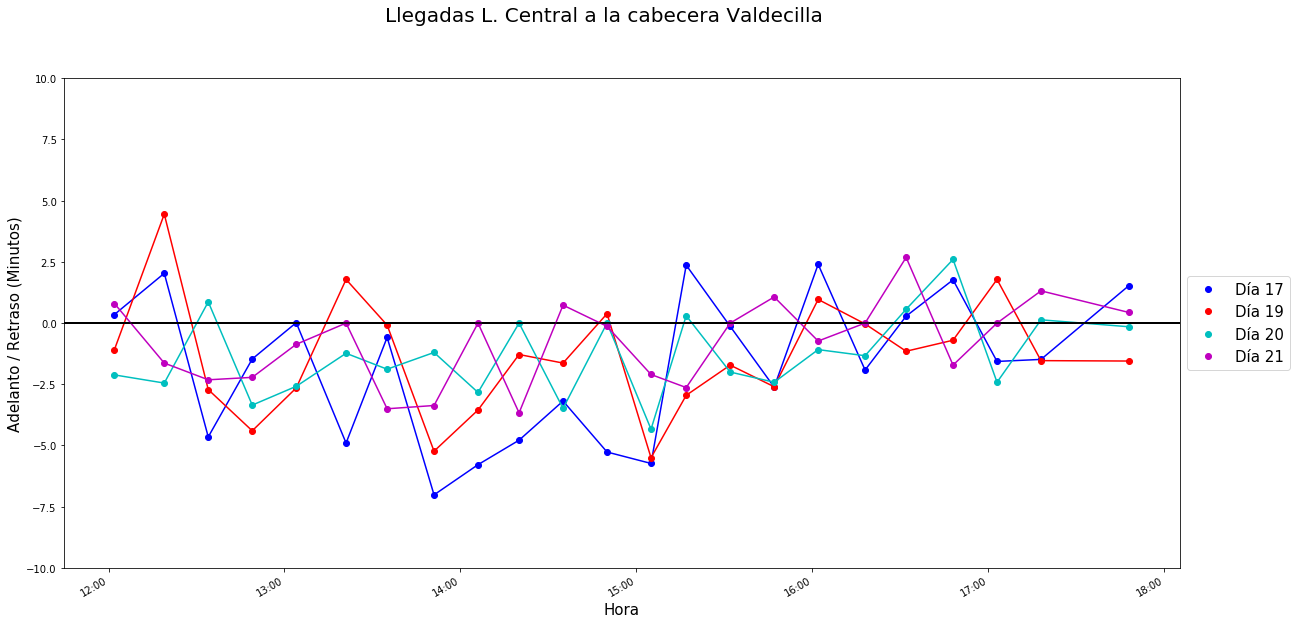 Llegadas L. Central a la cabecera Valdecilla
Adelanto / Retraso (Minutos)
10.0
7.5
5.0
2.5
0.0
−2.5
−5.0
−7.5
−10.0
12:00
13:00
14:00
15:00
16:00
17:00
18:00
Hora
Día 17
Día 19
Día 20
Día 21